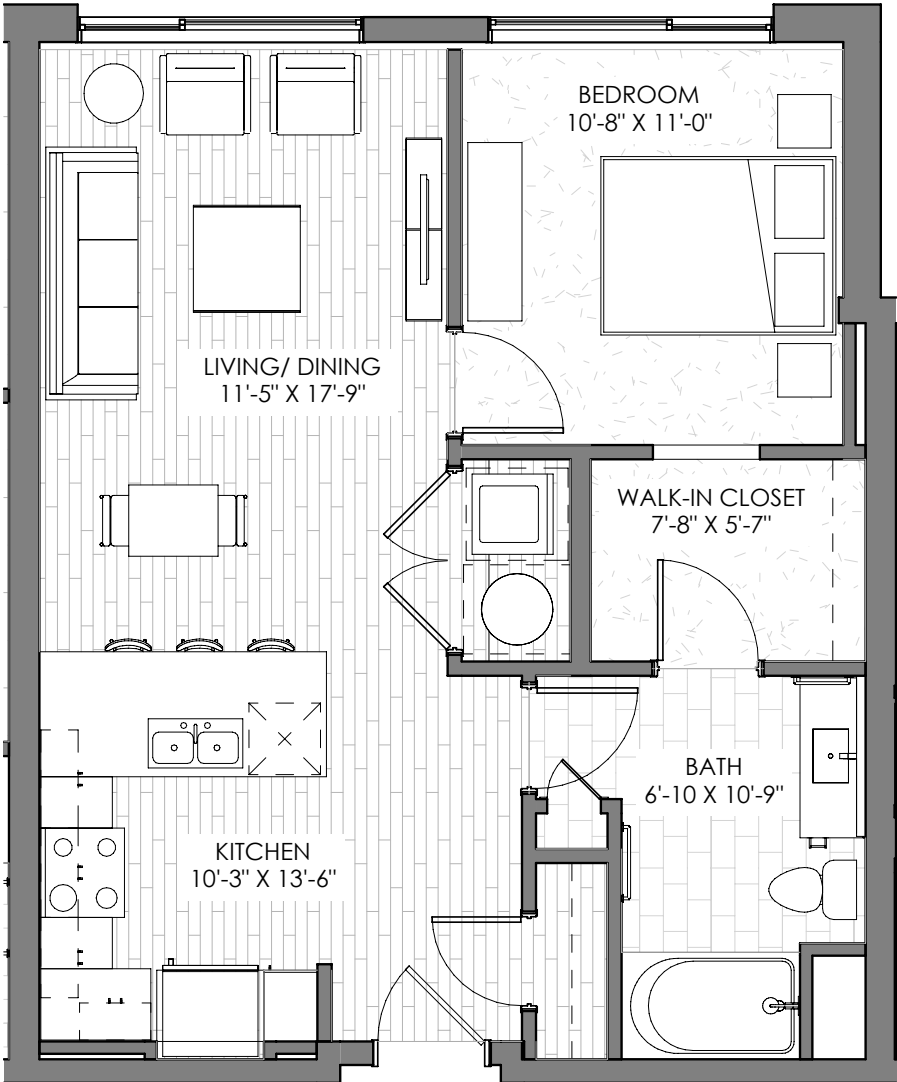 BEDROOM
10'-8" X 11'-0"
LIVING/ DINING
11'-5" X 17'-9"
WALK-IN CLOSET
7'-8" X 5'-7"
BATH
6'-10 X 10'-9"
KITCHEN
10'-3" X 13'-6"